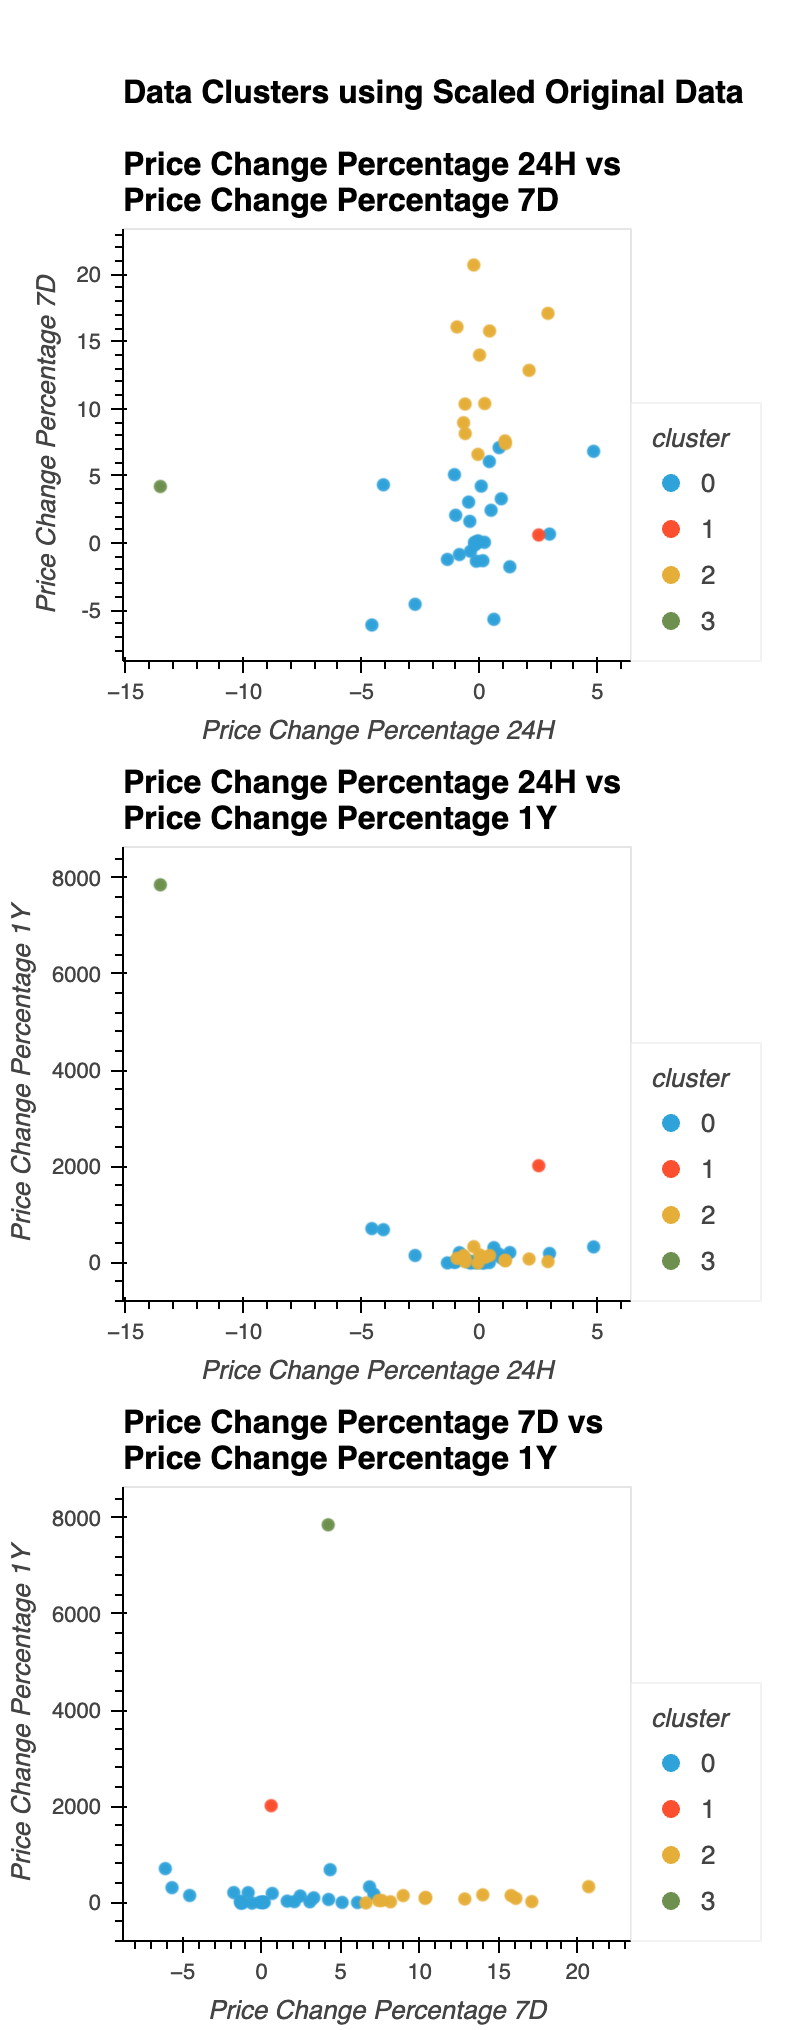 Data Clusters using Scaled Original Data
Price Change Percentage 24H vs
Price Change Percentage 7D
Price Change Percentage 7D
20
15
10
5
0
-5
−15
−10
−5
0
5
Price Change Percentage 24H
cluster
0
1
2
3
Price Change Percentage 24H vs
Price Change Percentage 1Y
Price Change Percentage 1Y
8000
6000
4000
2000
0
−15
−10
−5
0
5
Price Change Percentage 24H
cluster
0
1
2
3
Price Change Percentage 7D vs
Price Change Percentage 1Y
Price Change Percentage 1Y
8000
6000
4000
2000
0
−5
0
5
10
15
20
Price Change Percentage 7D
cluster
0
1
2
3